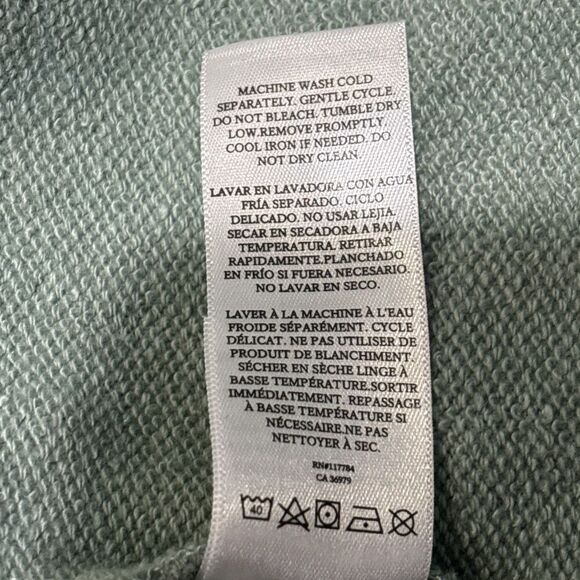 MACHINE WASH COLD
SEPARATELY. GENTLE CYCLE.
DO NOT BLEACH. TUMBLE DRY
LOW.REMOVE PROMPTLY.
COOL IRON IF NEEDED. DO
NOT DRY CLEAN.
LAVAR EN LAVADORA CON AGUA
FRÍA SEPARADO. CICLO
DELICADO. NO USAR LEJIA.
SECAR EN SECADORA A BAJA
TEMPERATURA. RETIRAR
RAPIDAMENTE.PLANCHADO
EN FRÍO SI FUERA NECESARIO.
NO LAVAR EN SECO.
LAVER À LA MACHINE À L'EAU
FROIDE SÉPARÉMENT. CYCLE
DÉLICAT. NE PAS UTILISER DE
PRODUIT DE BLANCHIMENT.
SÉCHER EN SÈCHE LINGE À
BASSE TEMPÉRATURE.SORTIR
IMMÉDIATEMENT. REPASSAGE
À BASSE TEMPÉRATURE SI
NÉCESSAIRE.NE PAS
NETTOYER À SEC.
RN#117784
CA 36979
40